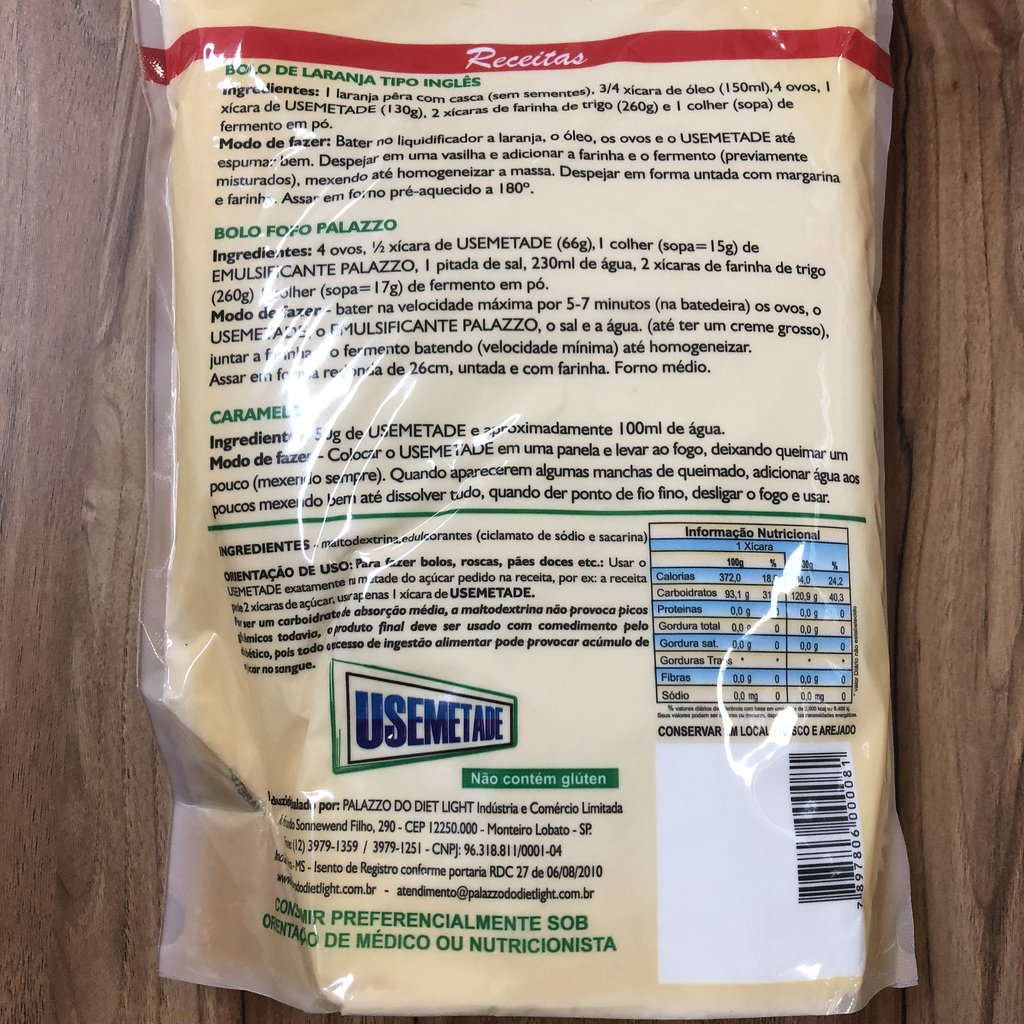 Receitas
BOLO DE LARANJA TIPO INGLÊS
Ingredientes: 1 laranja pêra com casca (sem sementes), 3/4 xícara de óleo (150ml), 4 ovos, 1
xícara de USEMETADE (130g), 2 xícaras de farinha de trigo (260g) e 1 colher (sopa) de
fermento em pó.
Modo de fazer: Bater no liquidificador a laranja, o óleo, os ovos e o USEMETADE até
espumar bem. Despejar em uma vasilha e adicionar a farinha e o fermento (previamente
misturados), mexendo até homogeneizar a massa. Despejar em forma untada com margarina
e farinha. Assar em forno pré-aquecido a 180º.
BOLO FOFO PALAZZO
Ingredientes: 4 ovos, ½ xícara de USEMETADE (66g), 1 colher (sopa=15g) de
EMULSIFICANTE PALAZZO, 1 pitada de sal, 230ml de água, 2 xícaras de farinha de trigo
(260g) colher (sopa=17g) de fermento em pó.
Modo de fazer - bater na velocidade máxima por 5-7 minutos (na batedeira) os ovos, o
USEMETADE, o EMULSIFICANTE PALAZZO, o sal e a água. (até ter um creme grosso),
juntar a farinha o fermento batendo (velocidade mínima) até homogeneizar.
Assar em forma redonda de 26cm, untada e com farinha. Forno médio.
CARAMELO
Ingredientes de USEMETADE e aproximadamente 100ml de água.
Modo de fazer - Colocar o USEMETADE em uma panela e levar ao fogo, deixando queimar um
pouco (mexendo sempre). Quando aparecerem algumas manchas de queimado, adicionar água aos
poucos mexendo bem até dissolver tudo, quando der ponto de fio fino, desligar o fogo e usar.
INGREDIENTES - maltodextrina, edulcorantes (ciclamato de sódio e sacarina)
ORIENTAÇÃO DE USO: Para fazer bolos, roscas, pães doces etc.: Usar o
USEMETADE exatamente na metade do açúcar pedido na receita, por ex: a receita
pede 2 xícaras de açúcar, usar apenas 1 xícara de USEMETADE.
Por ser um carboidrato de absorção média, a maltodextrina não provoca picos
todavia, o produto final deve ser usado com comedimento pelo
diabético, pois todo excesso de ingestão alimentar pode provocar acúmulo de
açúcar no sangue.
Informação Nutricional
1 Xícara
100g % 130g %
Calorias 372,0 24,2
Carboidratos 93,1 g 31 120,9 g 40,3
Proteinas 0,0 g 0 0,0 g 0
Gordura total 0,0 g 0 0,0 g 0
Gordura sat. 0,0 g 0 0,0 g 0
Gorduras Trans * * * *
Fibras 0,0 g 0 0,0 g 0
Sódio 0,0 mg 0 0,0 mg 0
*Valor Diário não estabelecido
CONSERVAR EM LOCAL FRESCO E AREJADO
USEMETADE
Não contém glúten
por: PALAZZO DO DIET LIGHT Indústria e Comércio Limitada
Sonnewend Filho, 290 - CEP 12250.000 - Monteiro Lobato - SP.
(12) 3979-1359 / 3979-1251 - CNPJ: 96.318.811/0001-04
MS - Isento de Registro conforme portaria RDC 27 de 06/08/2010
dodietlight.com.br - atendimento@palazzododietlight.com.br
CONSUMIR PREFERENCIALMENTE SOB
ORIENTAÇÃO DE MÉDICO OU NUTRICIONISTA
7 897806 000081